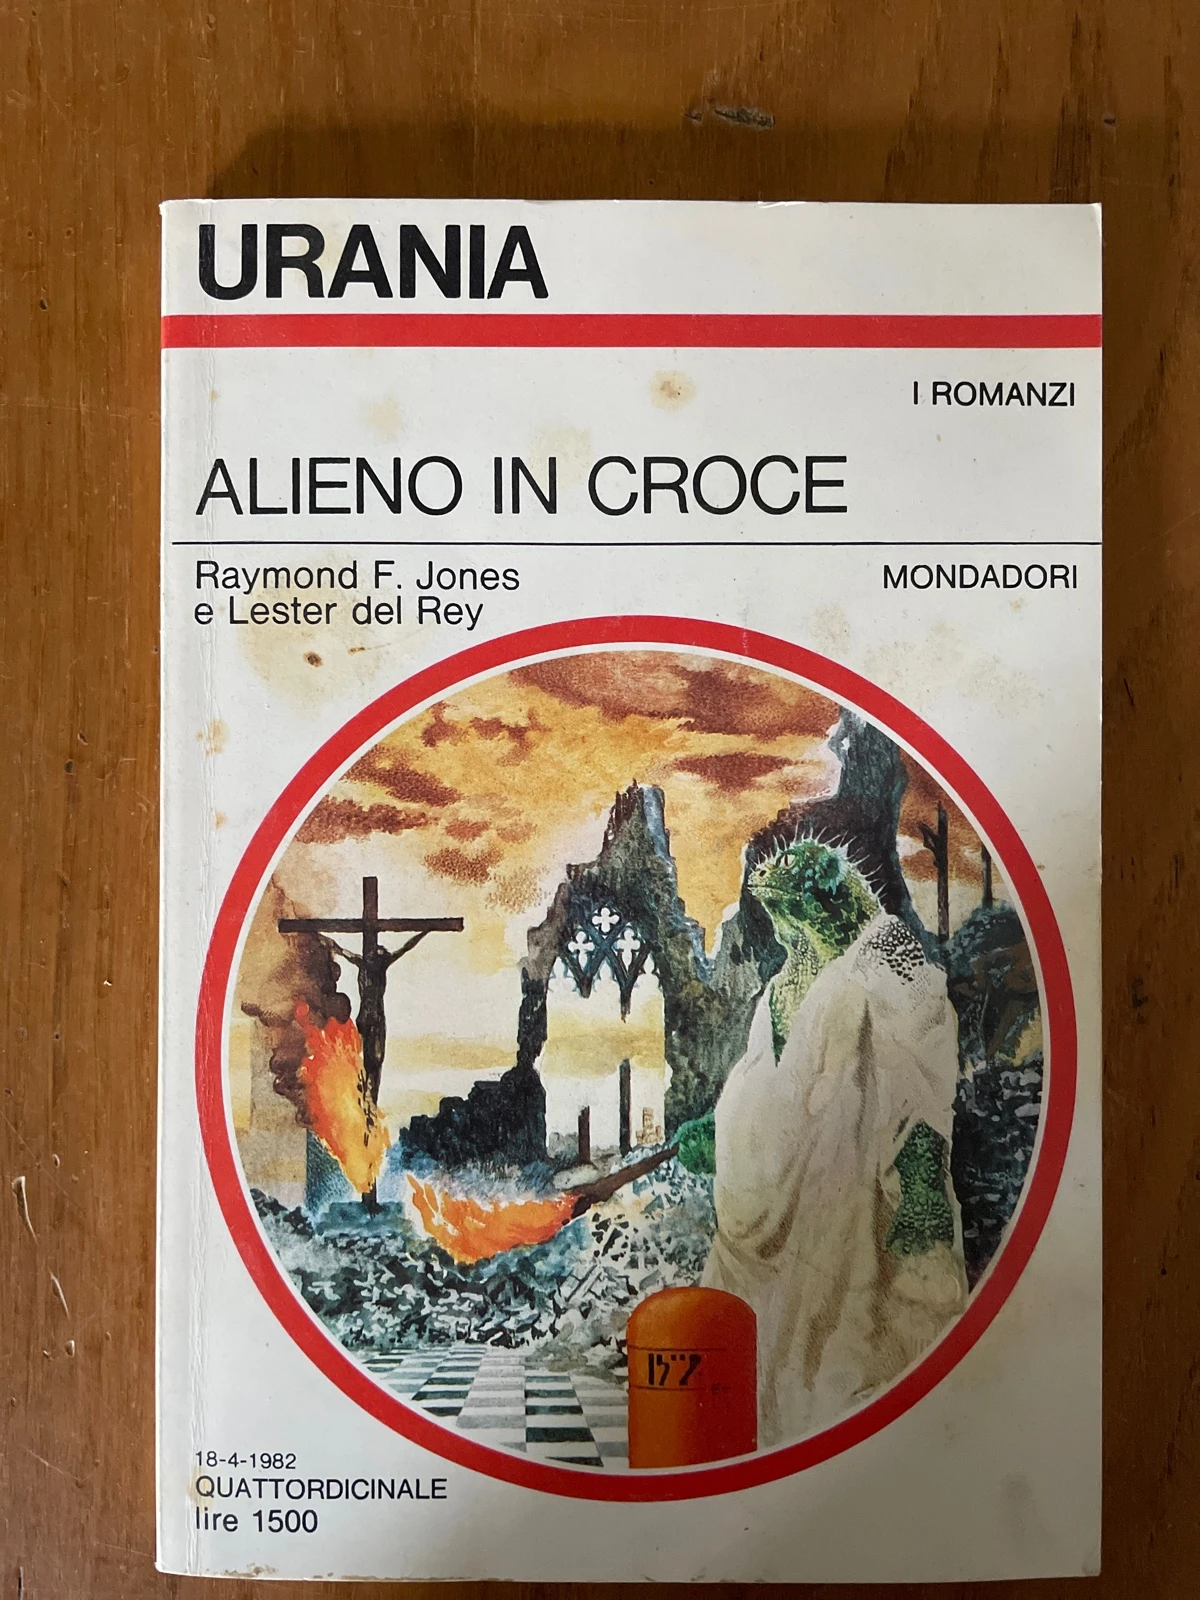 URANIA
I ROMANZI
ALIENO IN CROCE
Raymond F. Jones
e Lester del Rey
MONDADORI
18-4-1982
QUATTORDICINALE
lire 1500